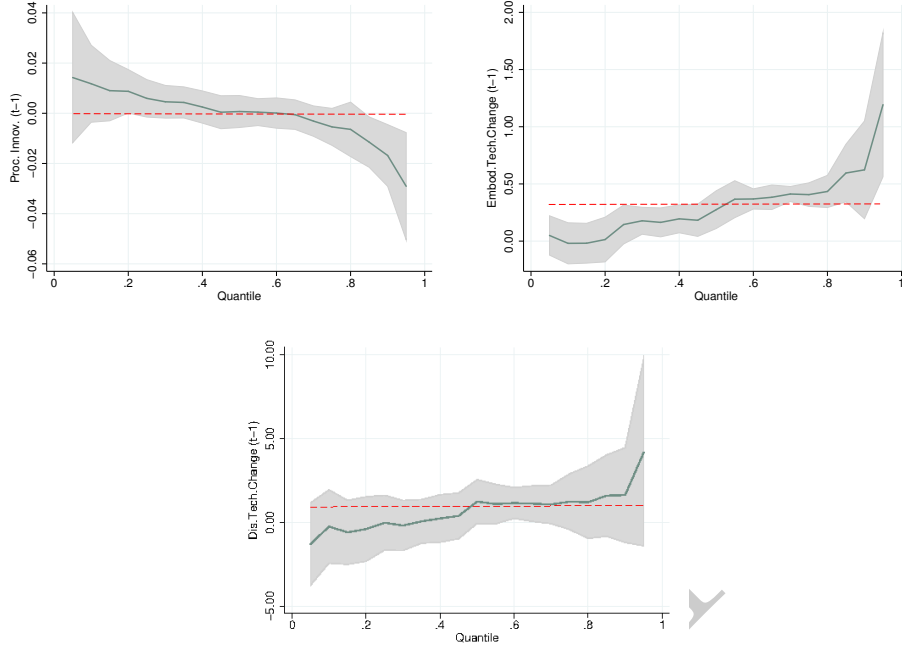 Proc. Innov. (t−1)
0.04
0.02
0.00
−0.02
−0.04
−0.06
0 .2 .4 .6 .8 1
Quantile
Embod.Tech.Change (t−1)
2.00
1.50
1.00
0.50
0.00
0 .2 .4 .6 .8 1
Quantile
Dis.Tech.Change (t−1)
10.00
5.00
0.00
−5.00
0 .2 .4 .6 .8 1
Quantile